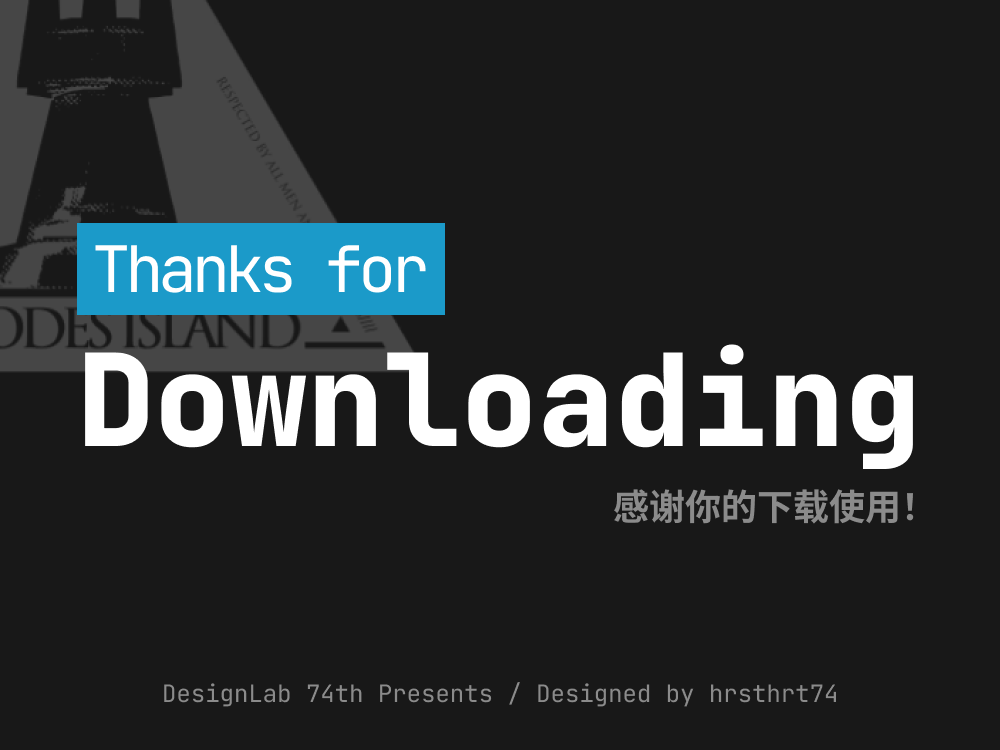 RESPECTED BY ALL MEN
Thanks for
ODES ISLAND
Downloading
感谢你的下载使用!
DesignLab 74th Presents / Designed by hrsthrt74